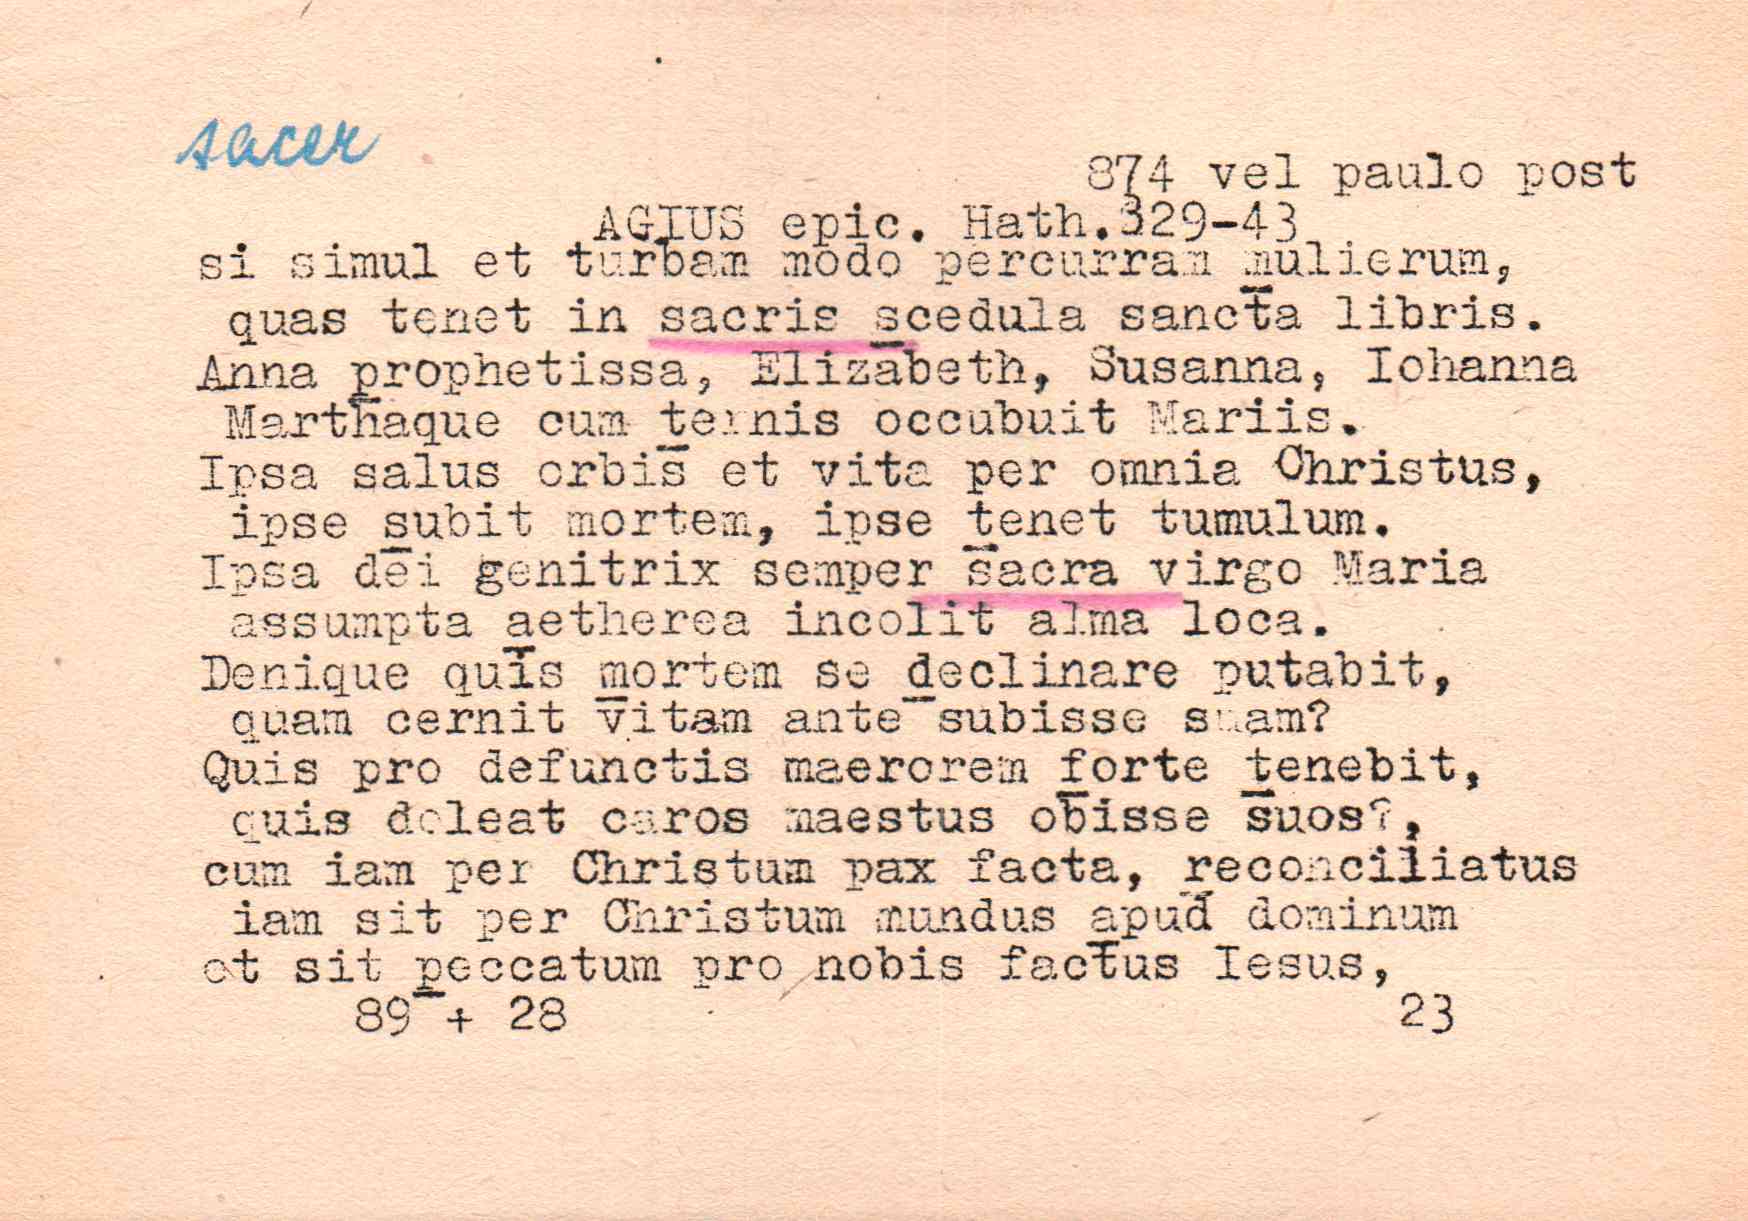 sacer
874 vel paulo post
AGIUS epic. Hath.329-43
si simul et turbam modo percurram mulierum,
quas tenet in sacris scedula sancta libris.
Anna prophetissa, Elizabeth, Susanna, Iohanna
Marthaque cum ternis occubuit Mariis.
Ipsa salus orbis et vita per omnia Christus,
ipse subit mortem, ipse tenet tumulum.
Ipsa dei genitrix semper sacra virgo Maria
assumpta aetherea incolit alma loca.
Denique quis mortem se declinare putabit,
quam cernit vitam ante subisse suam?
Quis pro defunctis maerorem forte tenebit,
quis doleat caros maestus obisse suos?,
cum iam per Christum pax facta, reconciliatus
iam sit per Christum mundus apud dominum
et sit peccatum pro nobis factus Iesus,
89 + 28 23